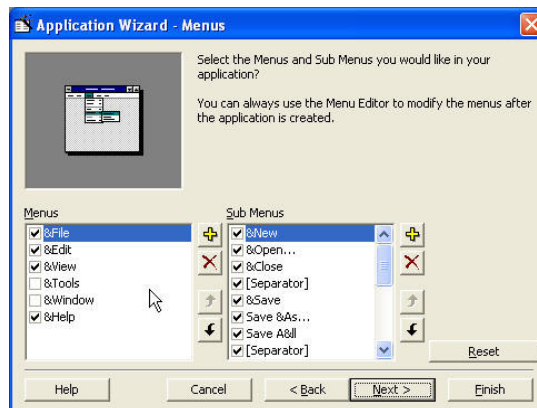 Application Wizard - Menus
Select the Menus and Sub Menus you would like in your
application?
You can always use the Menu Editor to modify the menus after
the application is created.
Menus
&File
&Edit
&View
&Tools
&Window
&Help
Sub Menus
&New
&Open...
&Close
[Separator]
&Save
Save &As...
Save A&ll
[Separator]
Reset
Help
Cancel
< Back
Next >
Finish